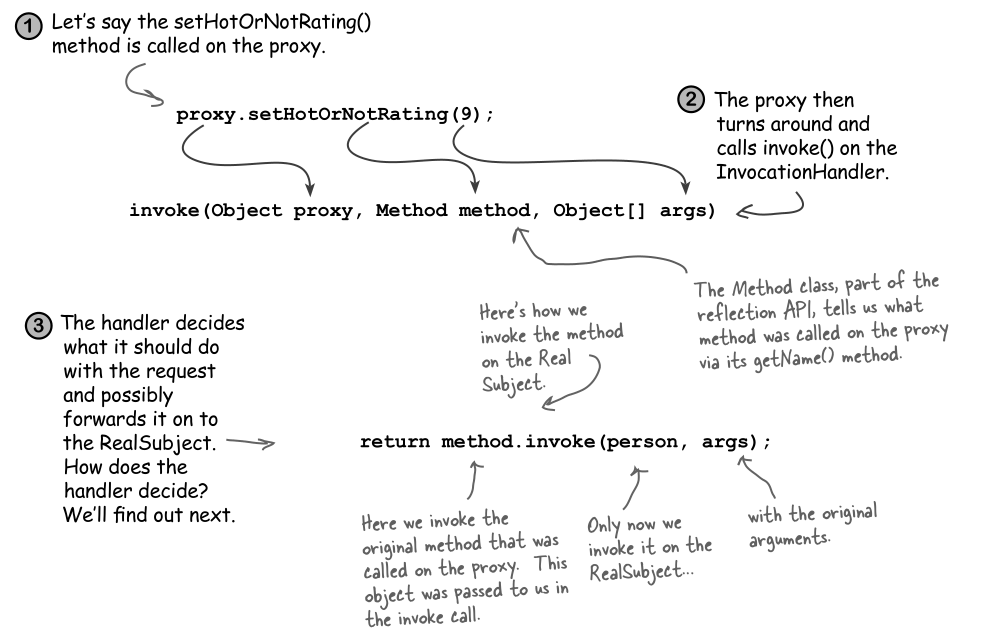 1 Let's say the setHotOrNotRating()
method is called on the proxy.
proxy.setHotOrNotRating(9);
2 The proxy then
turns around and
calls invoke() on the
InvocationHandler.
invoke(Object proxy, Method method, Object[] args)
The Method class, part of the
reflection API, tells us what
method was called on the proxy
via its getName() method.
Here's how we
invoke the method
on the Real
Subject.
3 The handler decides
what it should do
with the request
and possibly
forwards it on to
the RealSubject.
How does the
handler decide?
We'll find out next.
return method.invoke(person, args);
Here we invoke the
original method that was
called on the proxy. This
object was passed to us in
the invoke call.
Only now we
invoke it on the
RealSubject...
with the original
arguments.